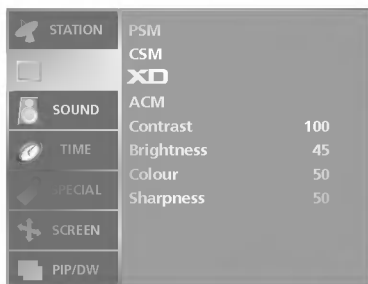 STATION
SOUND
TIME
SPECIAL
SCREEN
PIP/DW
PSM
CSM
XD
ACM
Contrast 100
Brightness 45
Colour 50
Sharpness 50